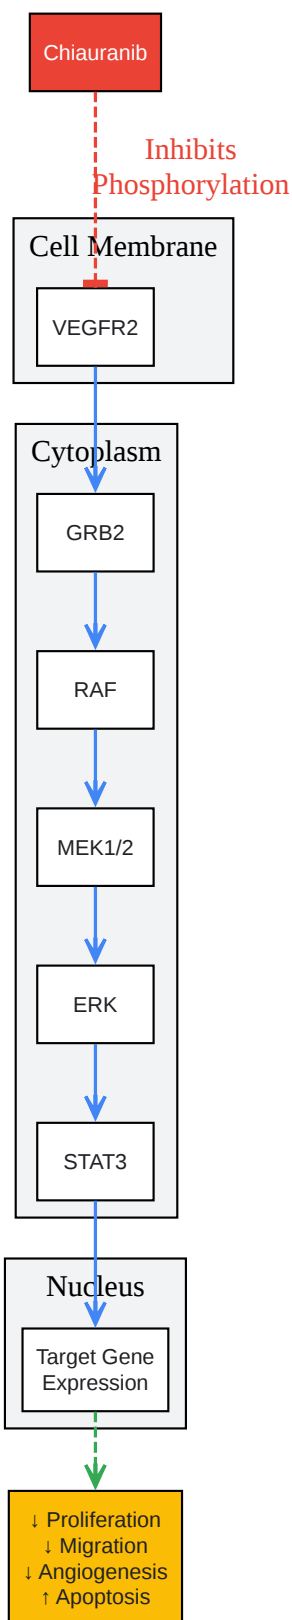 Chiauranib
Inhibits
Phosphorylation
Cell Membrane
VEGFR2
Cytoplasm
GRB2
RAF
MEK1/2
ERK
STAT3
Nucleus
Target Gene
Expression
↓ Proliferation
↓ Migration
↓ Angiogenesis
↑ Apoptosis